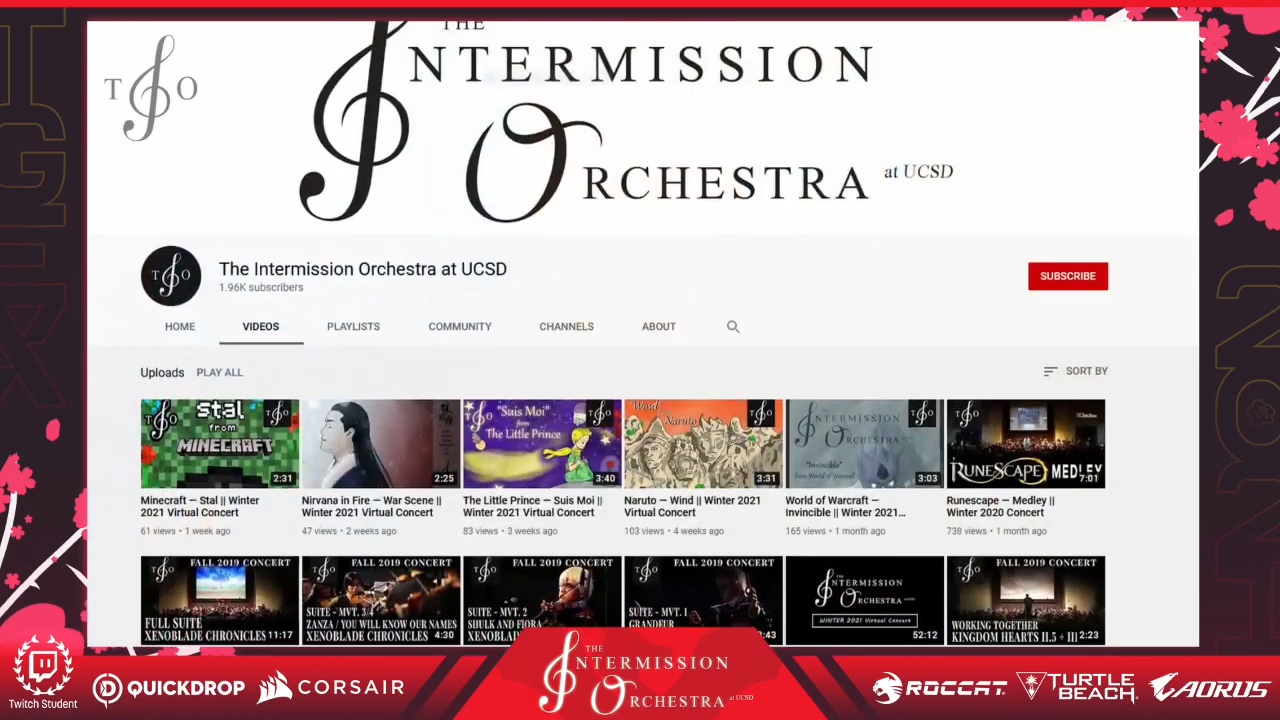 THE
INTERMISSION
ORCHESTRA at UCSD
T O
The Intermission Orchestra at UCSD
1.96K subscribers
SUBSCRIBE
HOME
VIDEOS
PLAYLISTS
COMMUNITY
CHANNELS
ABOUT
Uploads
PLAY ALL
SORT BY
stal
from
MINECRAFT
2:31
2:25
"Suis Moi"
from
The Little Prince
3:40
"Wind"
Naruto
3:31
INTERMISSION
ORCHESTRA
"Invincible"
from World of Warcraft
3:03
RUNESCAPE MEDLEY
7:01
Minecraft — Stal || Winter
2021 Virtual Concert
61 views • 1 week ago
Nirvana in Fire — War Scene ||
Winter 2021 Virtual Concert
47 views • 2 weeks ago
The Little Prince — Suis Moi ||
Winter 2021 Virtual Concert
83 views • 3 weeks ago
Naruto — Wind || Winter 2021
Virtual Concert
103 views • 4 weeks ago
World of Warcraft —
Invincible || Winter 2021...
165 views • 1 month ago
Runescape — Medley ||
Winter 2020 Concert
738 views • 1 month ago
FALL 2019 CONCERT
FULL SUITE
XENOBLADE CHRONICLES 11:17
FALL 2019 CONCERT
SUITE - MVT. 3/4
ZANZA / YOU WILL KNOW OUR NAMES
XENOBLADE CHRONICLES 4:30
FALL 2019 CONCERT
SUITE - MVT. 2
SHULK AND FIORA
FALL 2019 CONCERT
SUITE - MVT. 1
GRANDEUR
THE
INTERMISSION
ORCHESTRA
WINTER 2021 Virtual Concert
52:12
FALL 2019 CONCERT
WORKING TOGETHER
KINGDOM HEARTS II.5 + III 2:23
Twitch Student
QUICKDROP
CORSAIR
THE
INTERMISSION
ORCHESTRA at UCSD
ROCCAT
TURTLE
BEACH
AORUS